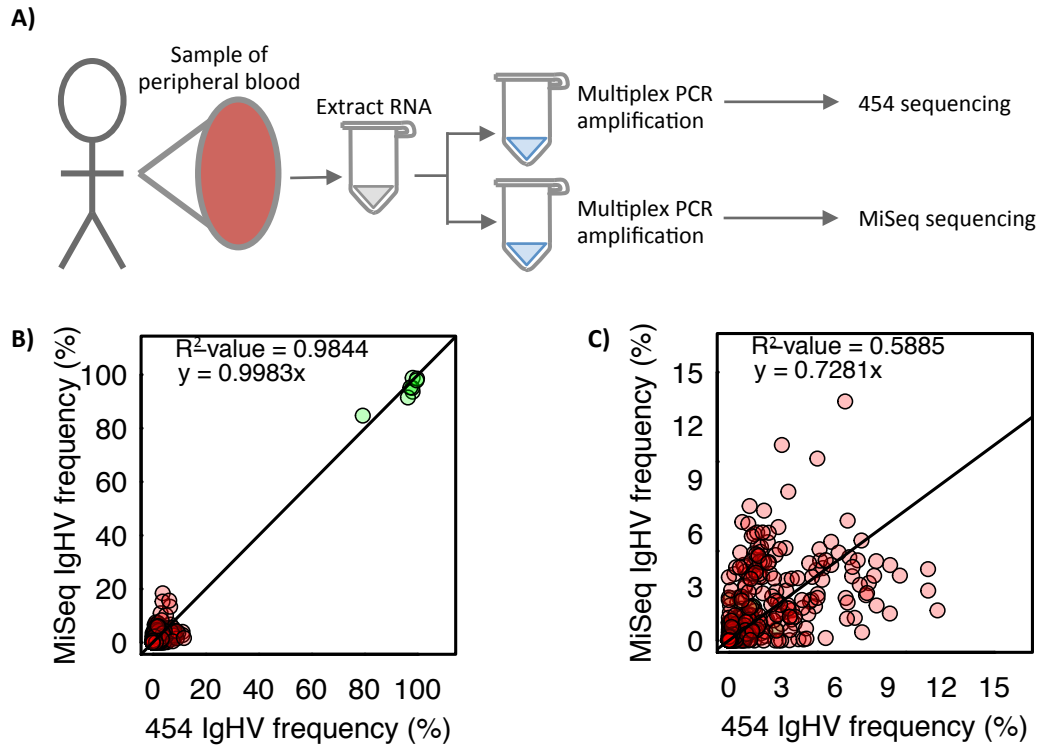 A)
Sample of
peripheral blood
Extract RNA
Multiplex PCR
amplification
454 sequencing
Multiplex PCR
amplification
MiSeq sequencing
B)
R² value = 0.9844
y = 0.9983x
MiSeq IgHV frequency (%)
100
80
60
40
20
0
0 20 40 60 80 100
454 IgHV frequency (%)
C)
R² value = 0.5885
y = 0.7281x
MiSeq IgHV frequency (%)
15
12
9
6
3
0
0 3 6 9 12 15
454 IgHV frequency (%)